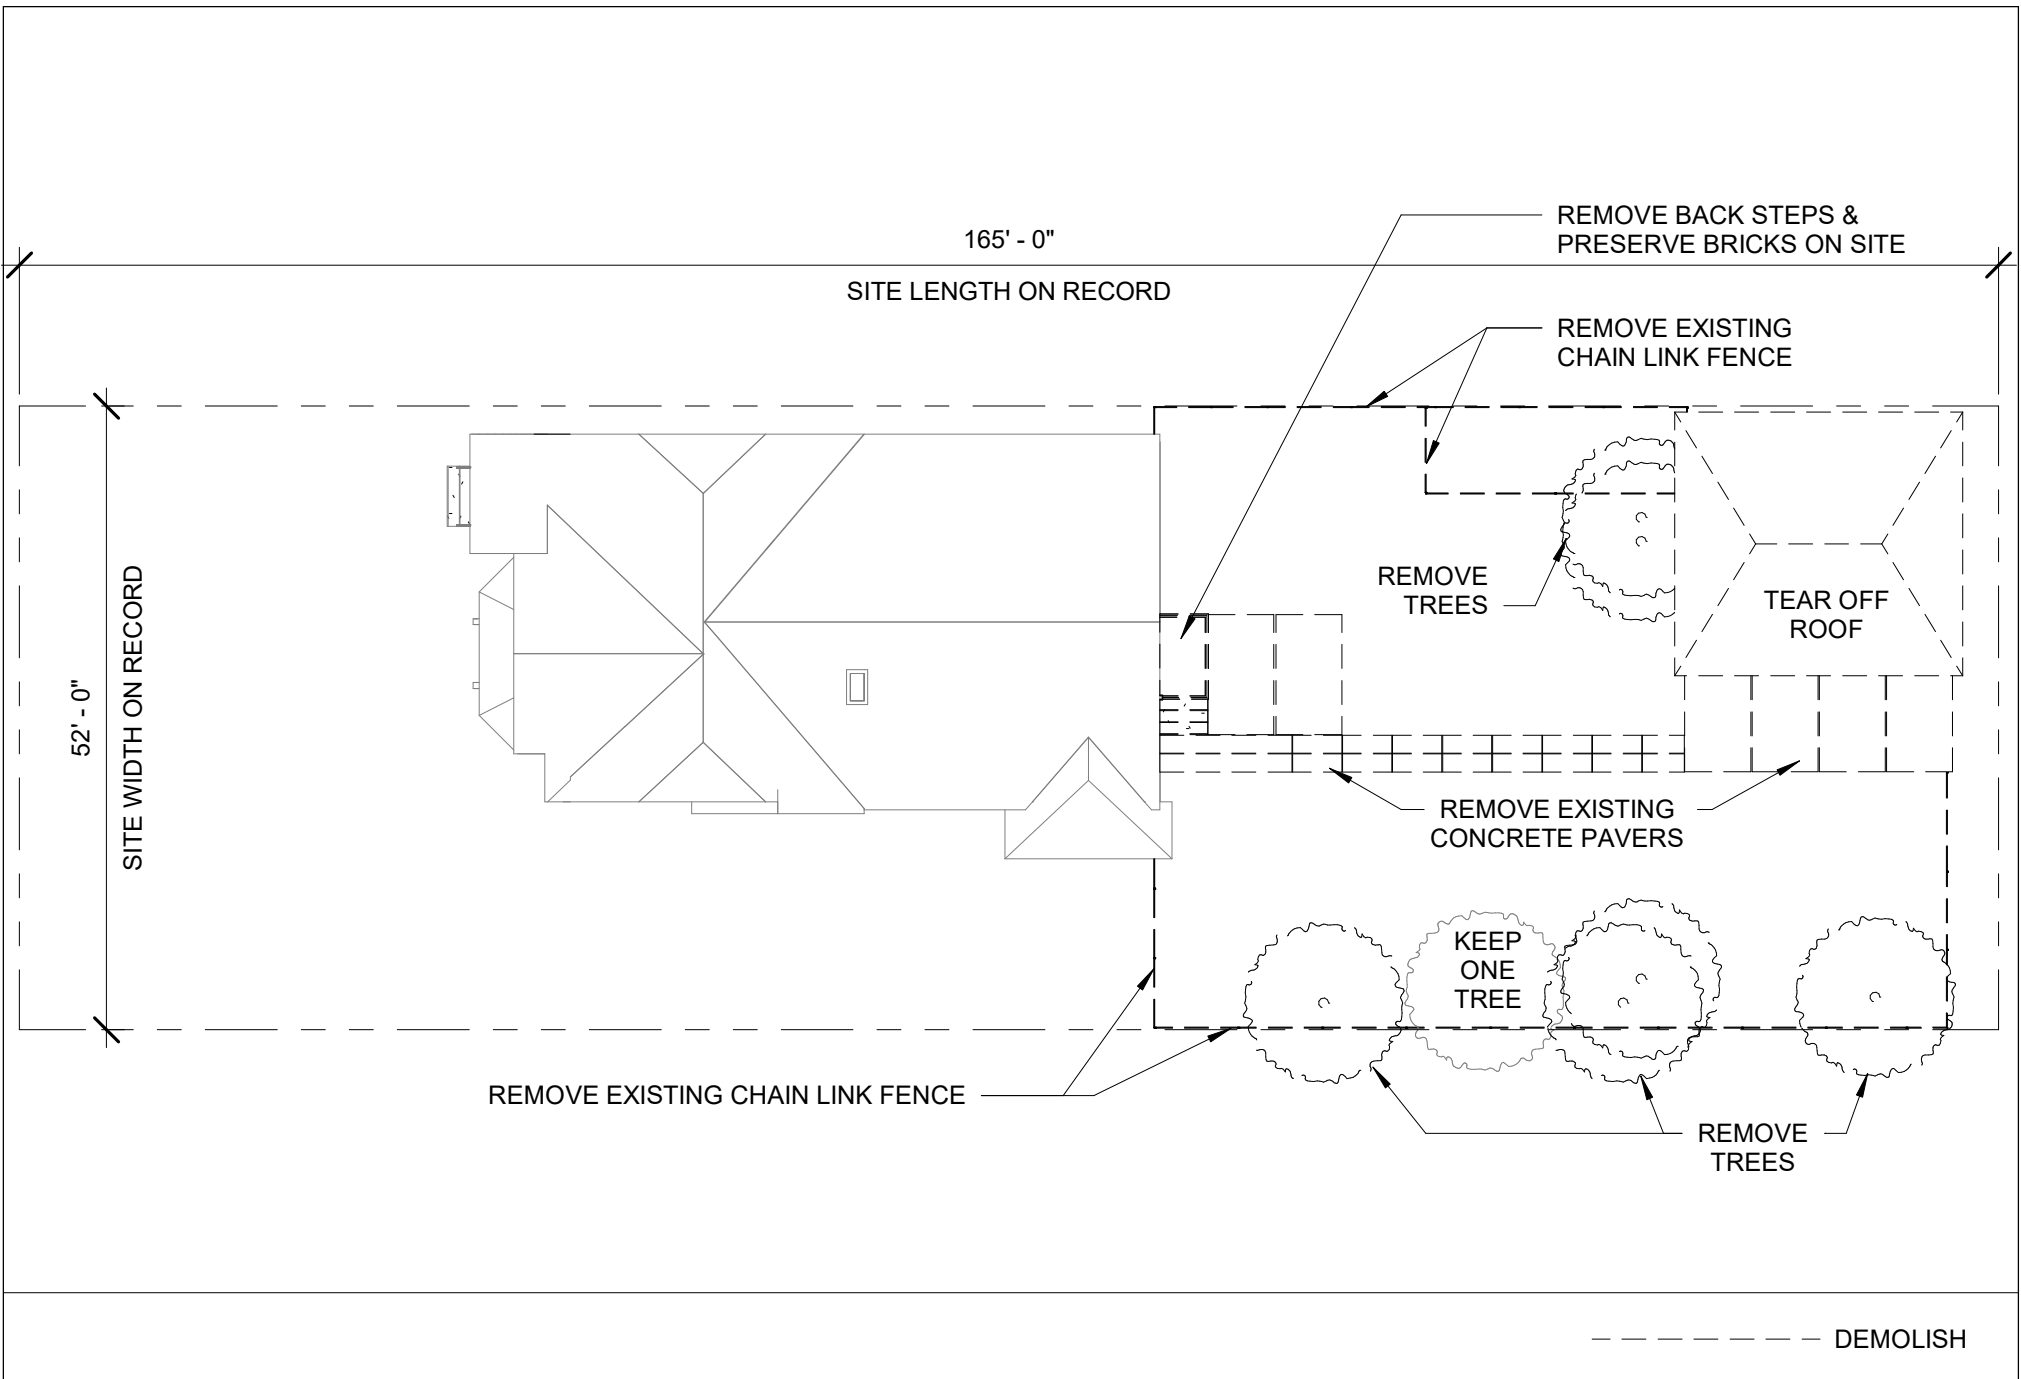 REMOVE BACK STEPS &
PRESERVE BRICKS ON SITE
165' - 0"
SITE LENGTH ON RECORD
REMOVE EXISTING
CHAIN LINK FENCE
52' - 0"
SITE WIDTH ON RECORD
REMOVE
TREES
TEAR OFF
ROOF
REMOVE EXISTING
CONCRETE PAVERS
KEEP
ONE
TREE
REMOVE EXISTING CHAIN LINK FENCE
REMOVE
TREES
DEMOLISH